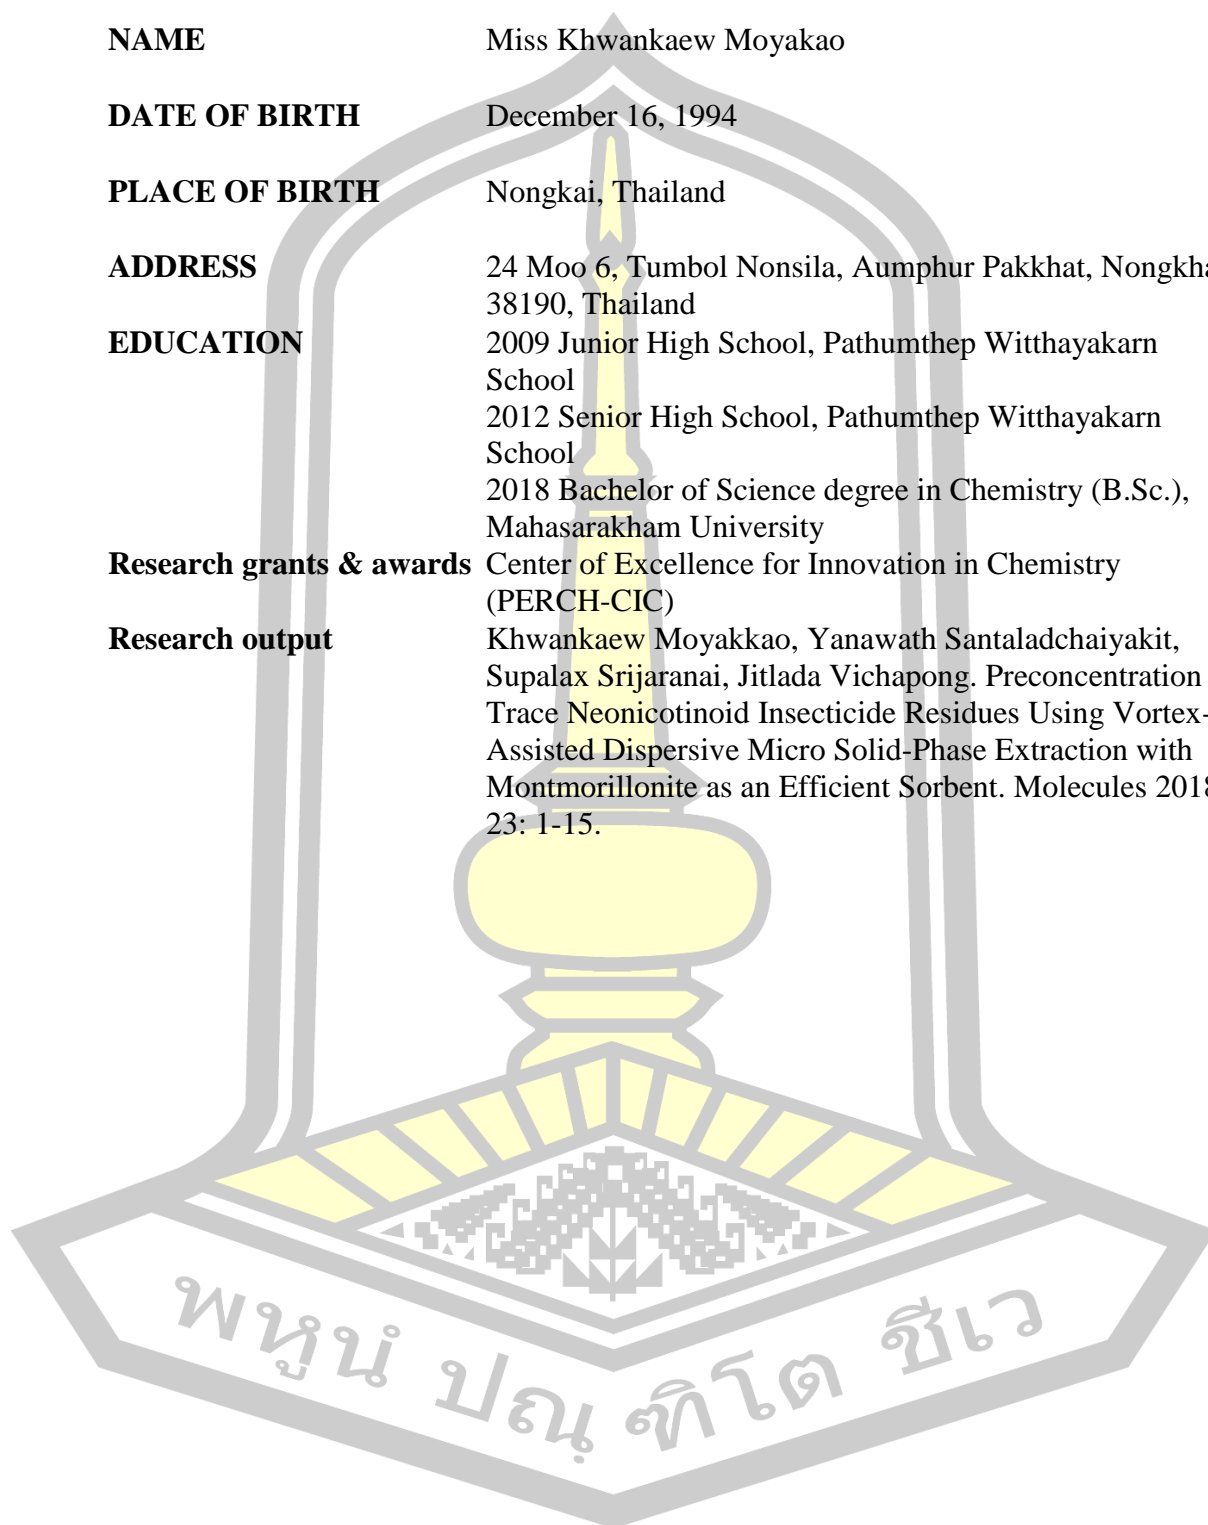 NAME Miss Khwankaew Moyakao
DATE OF BIRTH December 16, 1994
PLACE OF BIRTH Nongkai, Thailand
ADDRESS 24 Moo 6, Tumbol Nonsila, Aumphur Pakkhat, Nongkha
38190, Thailand
EDUCATION 2009 Junior High School, Pathumthep Witthayakarn
School
2012 Senior High School, Pathumthep Witthayakarn
School
2018 Bachelor of Science degree in Chemistry (B.Sc.),
Mahasarakham University
Research grants & awards Center of Excellence for Innovation in Chemistry
(PERCH-CIC)
Research output Khwankaew Moyakkao, Yanawath Santaladchaiyakit,
Supalax Srijaranai, Jitlada Vichapong. Preconcentration
Trace Neonicotinoid Insecticide Residues Using Vortex-
Assisted Dispersive Micro Solid-Phase Extraction with
Montmorillonite as an Efficient Sorbent. Molecules 2018
23: 1-15.
พหูนํ ปณฺ ฑิโต ชีเว